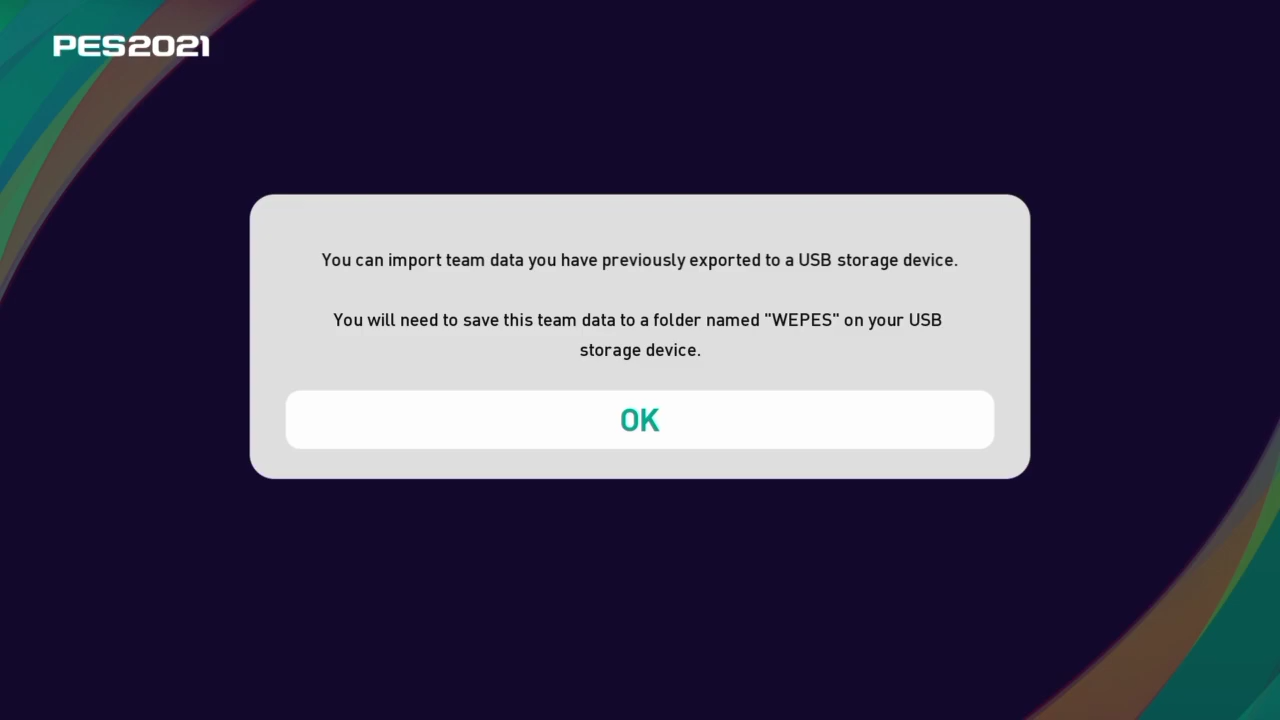 PES2021
You can import team data you have previously exported to a USB storage device.
You will need to save this team data to a folder named "WEPES" on your USB
storage device.
OK